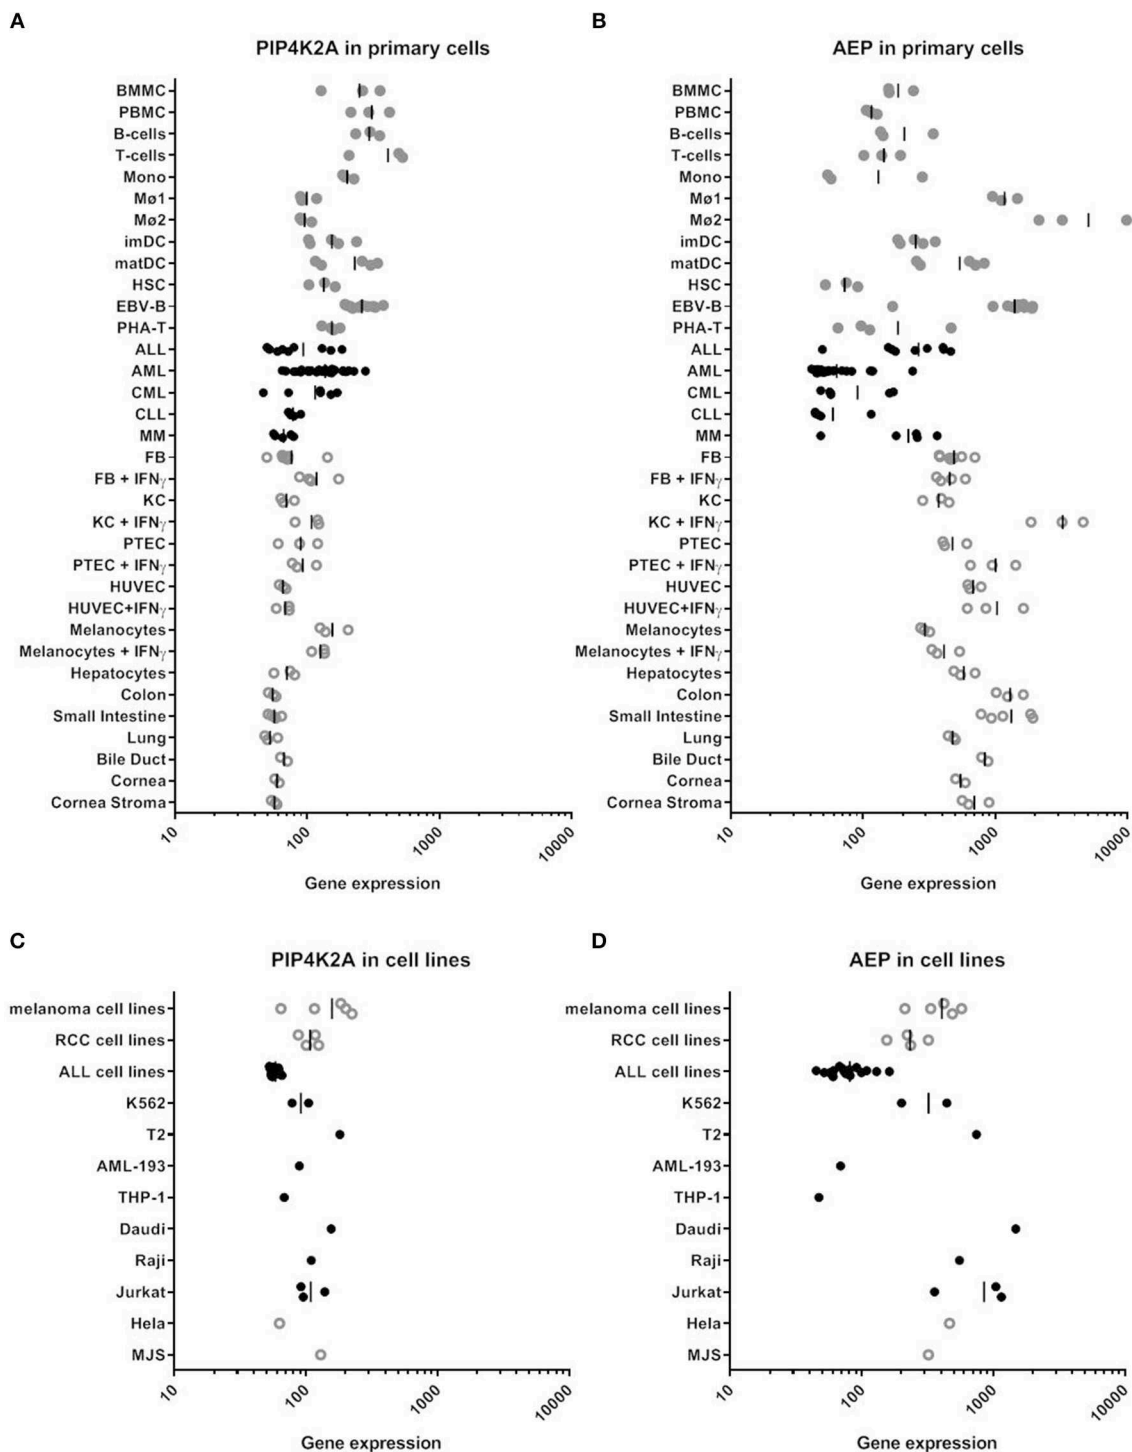 A
PIP4K2A in primary cells
BMMC
PBMC
B-cells
T-cells
Mono
Mø1
Mø2
imDC
matDC
HSC
EBV-B
PHA-T
ALL
AML
CML
CLL
MM
FB
FB + IFNγ
KC
KC + IFNγ
PTEC
PTEC + IFNγ
HUVEC
HUVEC+IFNγ
Melanocytes
Melanocytes + IFNγ
Hepatocytes
Colon
Small Intestine
Lung
Bile Duct
Cornea
Cornea Stroma
10
100
1000
10000
Gene expression
B
AEP in primary cells
BMMC
PBMC
B-cells
T-cells
Mono
Mø1
Mø2
imDC
matDC
HSC
EBV-B
PHA-T
ALL
AML
CML
CLL
MM
FB
FB + IFNγ
KC
KC + IFNγ
PTEC
PTEC + IFNγ
HUVEC
HUVEC+IFNγ
Melanocytes
Melanocytes + IFNγ
Hepatocytes
Colon
Small Intestine
Lung
Bile Duct
Cornea
Cornea Stroma
10
100
1000
10000
Gene expression
C
PIP4K2A in cell lines
melanoma cell lines
RCC cell lines
ALL cell lines
K562
T2
AML-193
THP-1
Daudi
Raji
Jurkat
Hela
MJS
10
100
1000
10000
Gene expression
D
AEP in cell lines
melanoma cell lines
RCC cell lines
ALL cell lines
K562
T2
AML-193
THP-1
Daudi
Raji
Jurkat
Hela
MJS
10
100
1000
10000
Gene expression